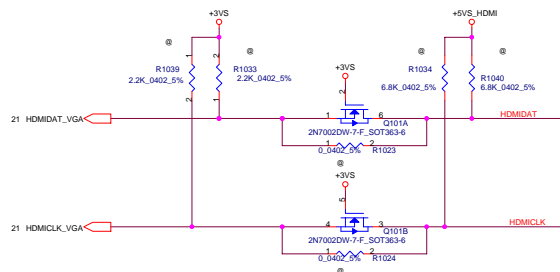 +3VS
+5VS_HDMI
@
@
@
@
R1039
2.2K_0402_5%
R1033
2.2K_0402_5%
+3VS
R1034
6.8K_0402_5%
R1040
6.8K_0402_5%
1
2
2
1
1
2
2
1
@
2
21 HDMIDAT_VGA
1
6
Q101A
HDMIDAT
2N7002DW-7-F_SOT363-6
1
2
0_0402_5%
R1023
@
+3VS
5
21 HDMICLK_VGA
4
3
Q101B
HDMICLK
2N7002DW-7-F_SOT363-6
1
2
0_0402_5%
R1024
@